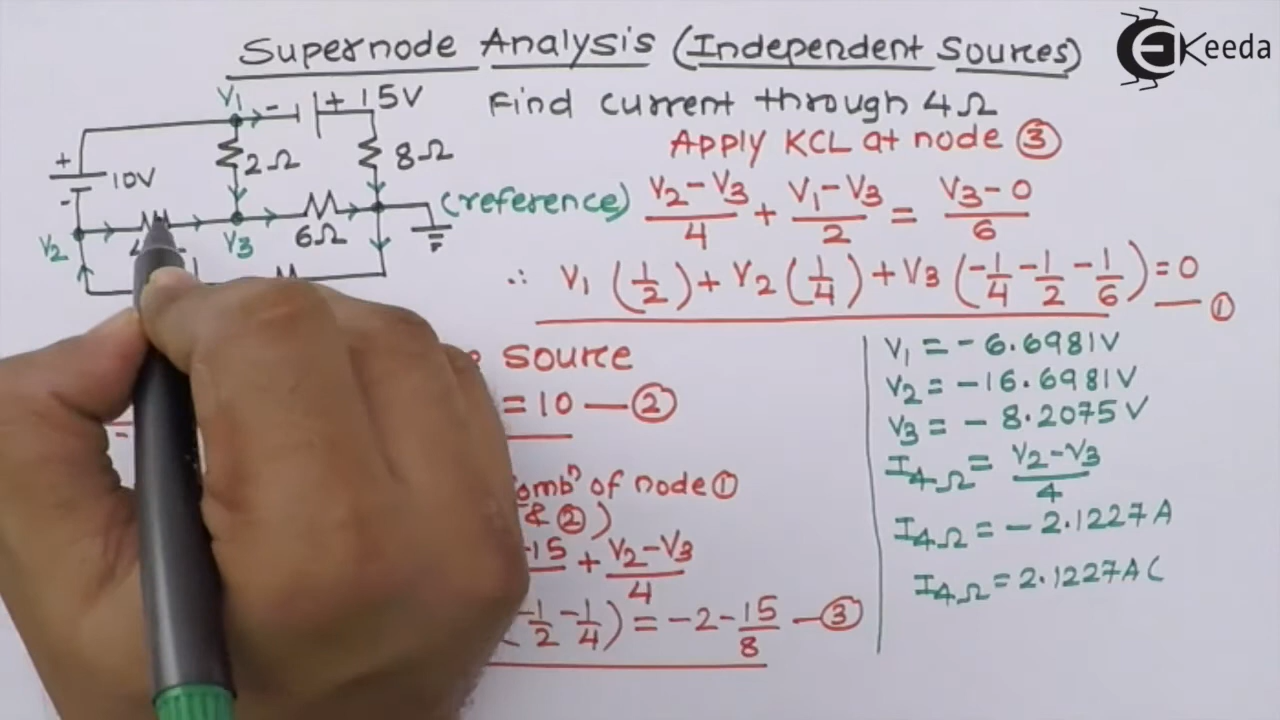 Supernode Analysis (Independent Sources)
Keeda
Find current through 4Ω
V1 - + 15V
+ 10V -
2Ω
8Ω
V2
V3
6Ω
(reference)
Apply KCL at node ③
V2-V3/4 + V1-V3/2 = V3-0/6
∴ V1 (1/2) + V2 (1/4) + V3 (-1/4 -1/2 -1/6) = 0 — ①
source
= 10 — ②
of node ①
& ②)
-15 + V2-V3/4
-1/2 -1/4) = -2 -15/8 — ③
V1 = -6.6981V
V2 = -16.6981V
V3 = -8.2075V
I4Ω = V2-V3/4
I4Ω = -2.1227A
I4Ω = 2.1227A (